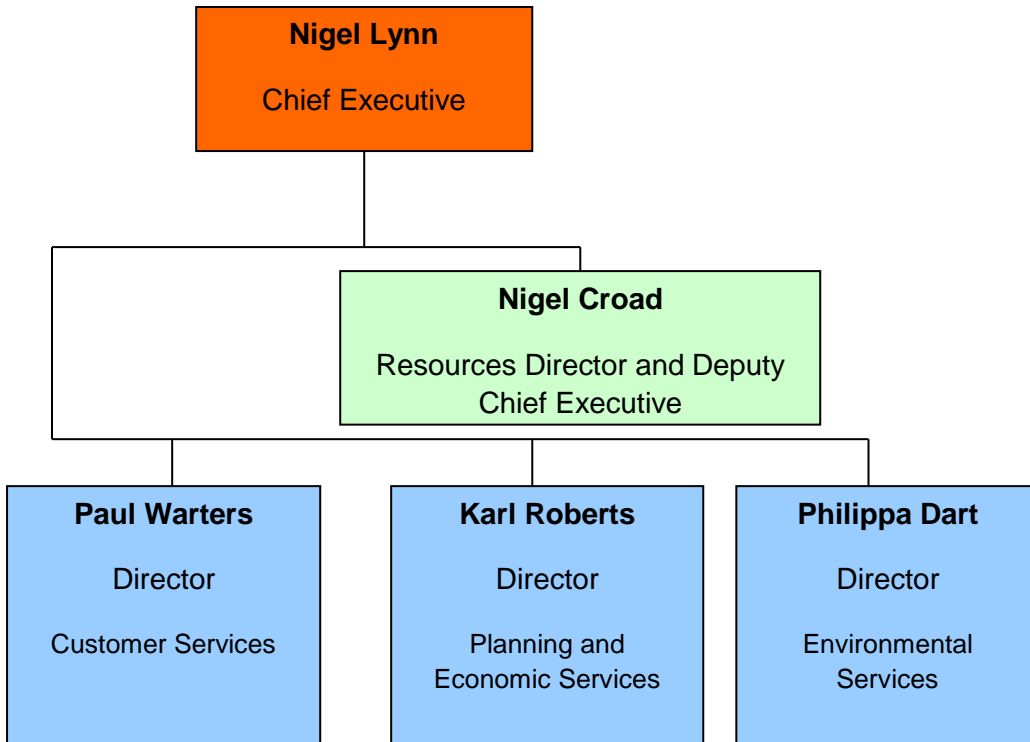 Nigel Lynn
Chief Executive
Nigel Croad
Resources Director and Deputy
Chief Executive
Paul Warters
Director
Customer Services
Karl Roberts
Director
Planning and
Economic Services
Philippa Dart
Director
Environmental
Services